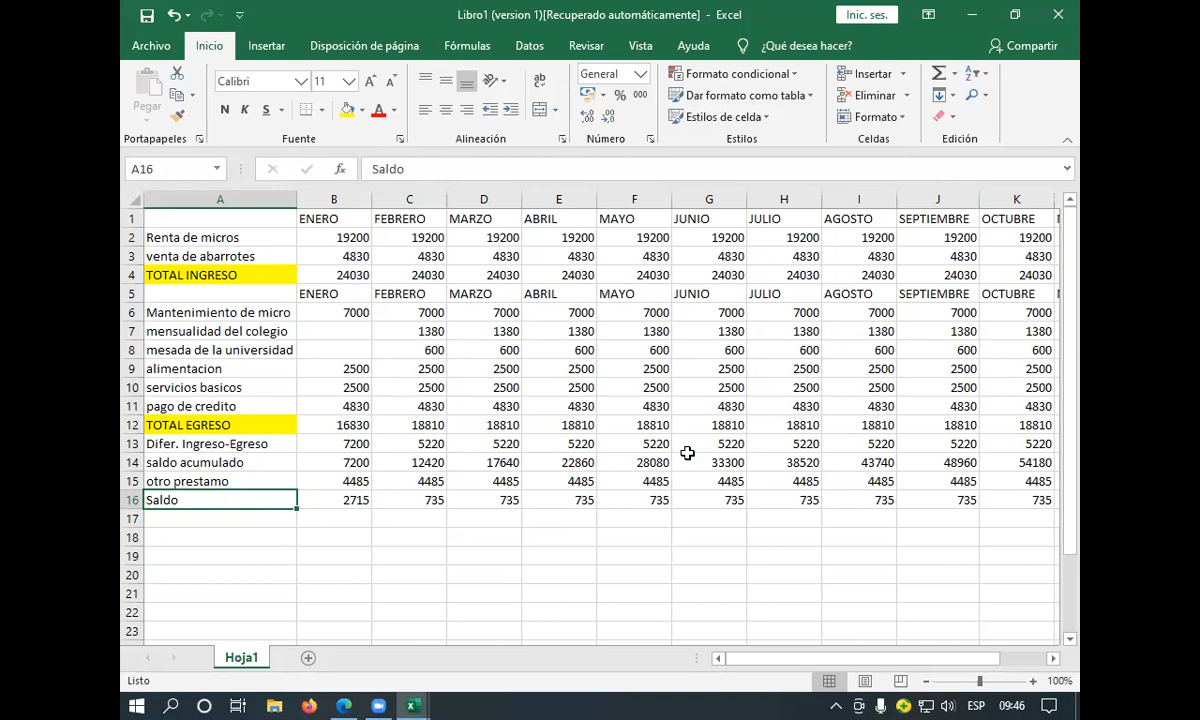 Libro1 (version 1)[Recuperado automáticamente] - Excel
Inic. ses.
Archivo Inicio Insertar Disposición de página Fórmulas Datos Revisar Vista Ayuda ¿Qué desea hacer? Compartir
Pegar
Calibri 11
N K S
General
% 000
Formato condicional
Dar formato como tabla
Estilos de celda
Insertar
Eliminar
Formato
Portapapeles Fuente Alineación Número Estilos Celdas Edición
A16 fx Saldo
A B C D E F G H I J K
1 ENERO FEBRERO MARZO ABRIL MAYO JUNIO JULIO AGOSTO SEPTIEMBRE OCTUBRE
2 Renta de micros 19200 19200 19200 19200 19200 19200 19200 19200 19200 19200
3 venta de abarrotes 4830 4830 4830 4830 4830 4830 4830 4830 4830 4830
4 TOTAL INGRESO 24030 24030 24030 24030 24030 24030 24030 24030 24030 24030
5 ENERO FEBRERO MARZO ABRIL MAYO JUNIO JULIO AGOSTO SEPTIEMBRE OCTUBRE
6 Mantenimiento de micro 7000 7000 7000 7000 7000 7000 7000 7000 7000 7000
7 mensualidad del colegio 1380 1380 1380 1380 1380 1380 1380 1380 1380
8 mesada de la universidad 600 600 600 600 600 600 600 600 600
9 alimentacion 2500 2500 2500 2500 2500 2500 2500 2500 2500 2500
10 servicios basicos 2500 2500 2500 2500 2500 2500 2500 2500 2500 2500
11 pago de credito 4830 4830 4830 4830 4830 4830 4830 4830 4830 4830
12 TOTAL EGRESO 16830 18810 18810 18810 18810 18810 18810 18810 18810 18810
13 Difer. Ingreso-Egreso 7200 5220 5220 5220 5220 5220 5220 5220 5220 5220
14 saldo acumulado 7200 12420 17640 22860 28080 33300 38520 43740 48960 54180
15 otro prestamo 4485 4485 4485 4485 4485 4485 4485 4485 4485 4485
16 Saldo 2715 735 735 735 735 735 735 735 735 735
17
18
19
20
21
22
23
Hoja1
Listo 100%
ESP 09:46